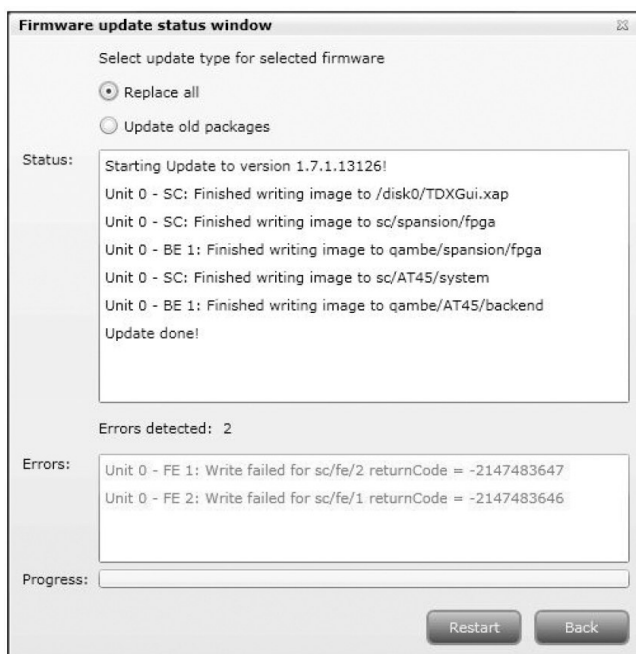 Firmware update status window
Select update type for selected firmware
Replace all
Update old packages
Status:
Starting Update to version 1.7.1.13126!
Unit 0 - SC: Finished writing image to /disk0/TDXGui.xap
Unit 0 - SC: Finished writing image to sc/spansion/fpga
Unit 0 - BE 1: Finished writing image to qambe/spansion/fpga
Unit 0 - SC: Finished writing image to sc/AT45/system
Unit 0 - BE 1: Finished writing image to qambe/AT45/backend
Update done!
Errors detected: 2
Errors:
Unit 0 - FE 1: Write failed for sc/fe/2 returnCode = -2147483647
Unit 0 - FE 2: Write failed for sc/fe/1 returnCode = -2147483646
Progress:
Restart
Back